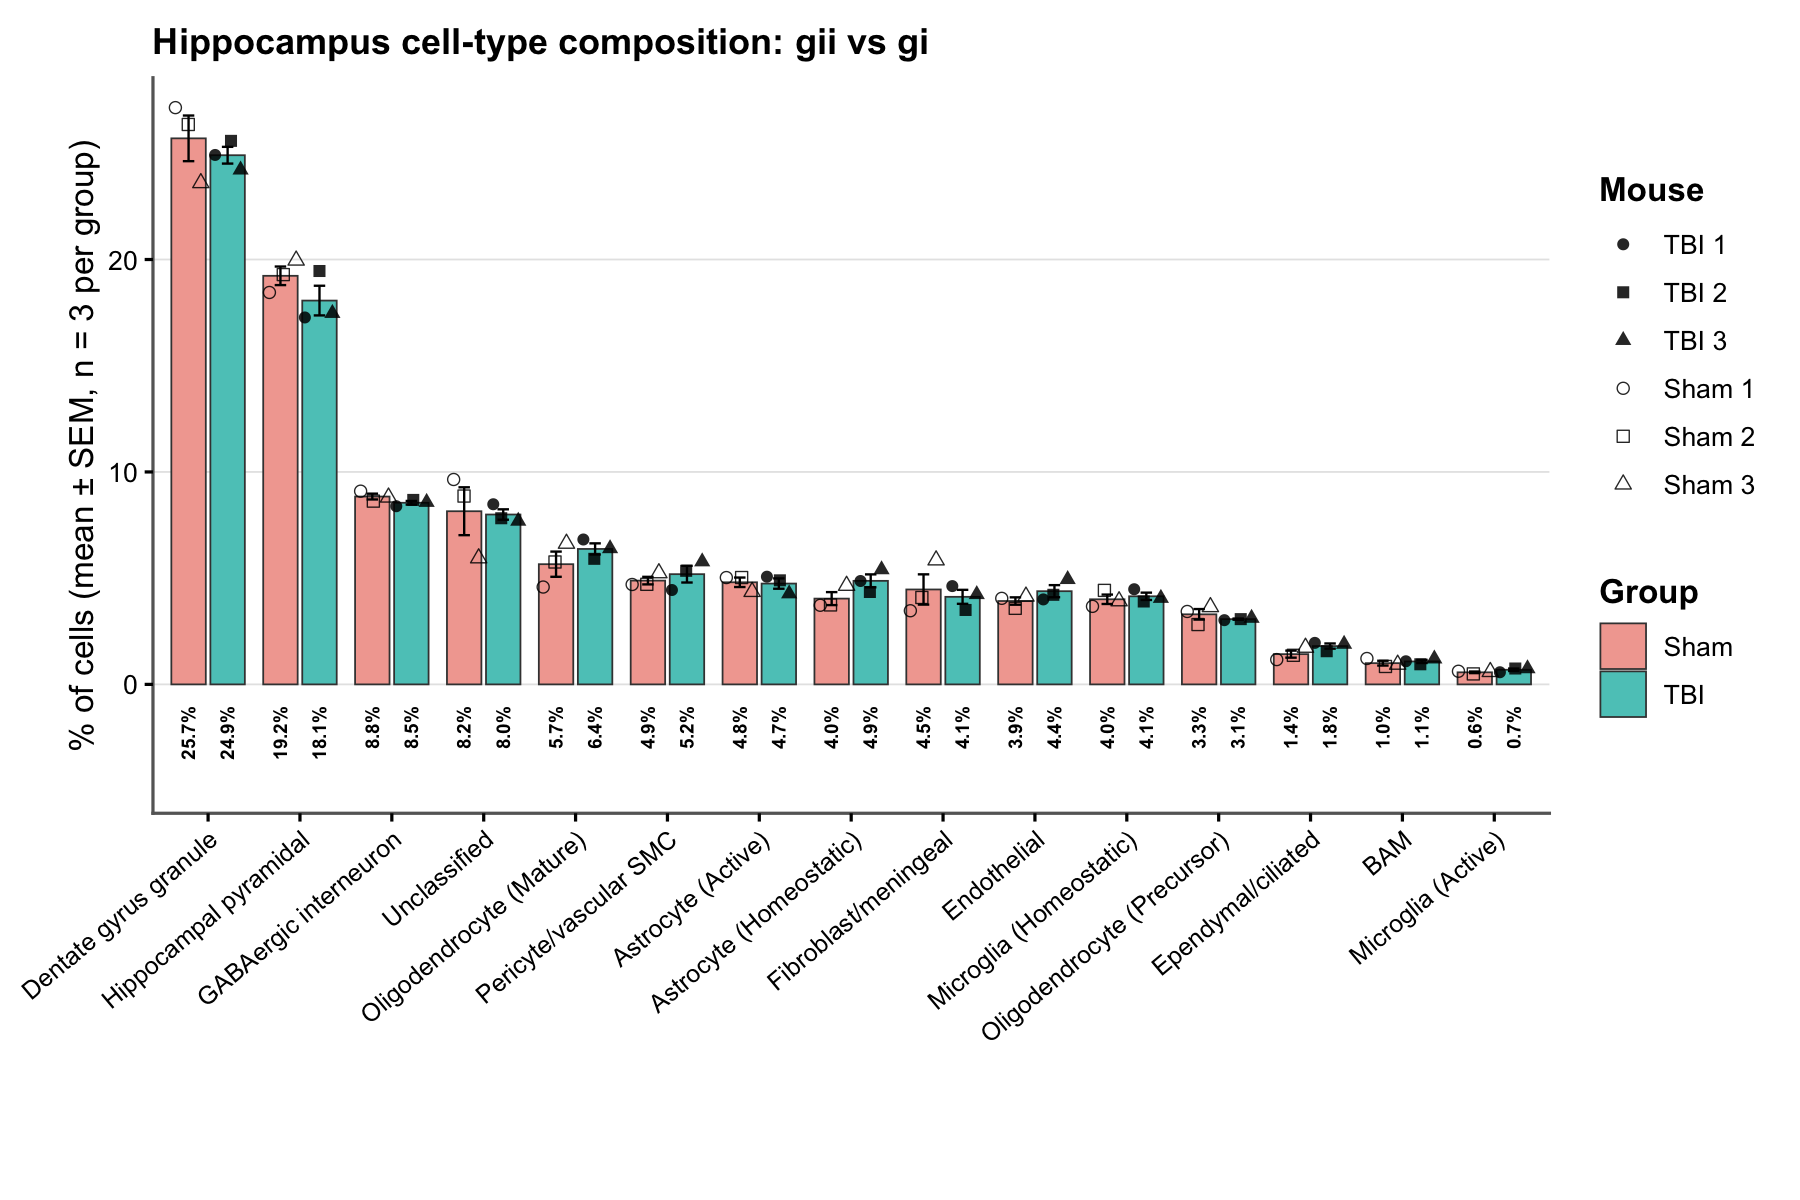 Hippocampus cell-type composition: gii vs gi
% of cells (mean ± SEM, n = 3 per group)
20
10
0
25.7%
24.9%
19.2%
18.1%
8.8%
8.5%
8.22%
8.0%
5.7%
6.44%
4.9%
5.22%
4.8%
4.7%
4.0%
4.9%
4.5%
4.1%
3.9%
4.4%
4.0%
4.1%
3.3%
3.1%
1.4%
1.8%
1.0%
1.1%
0.6%
0.7%
Dentate gyrus granule
Hippocampal pyramidal
GABAergic interneuron
Unclassified
Oligodendrocyte (Mature)
Pericyte/vascular SMC
Astrocyte (Active)
Astrocyte (Homeostatic)
Fibroblast/meningeal
Endothelial
Microglia (Homeostatic)
Oligodendrocyte (Precursor)
Ependymal/ciliated
BAM
Microglia (Active)
Mouse
TBI 1
TBI 2
TBI 3
Sham 1
Sham 2
Sham 3
Group
Sham
TBI